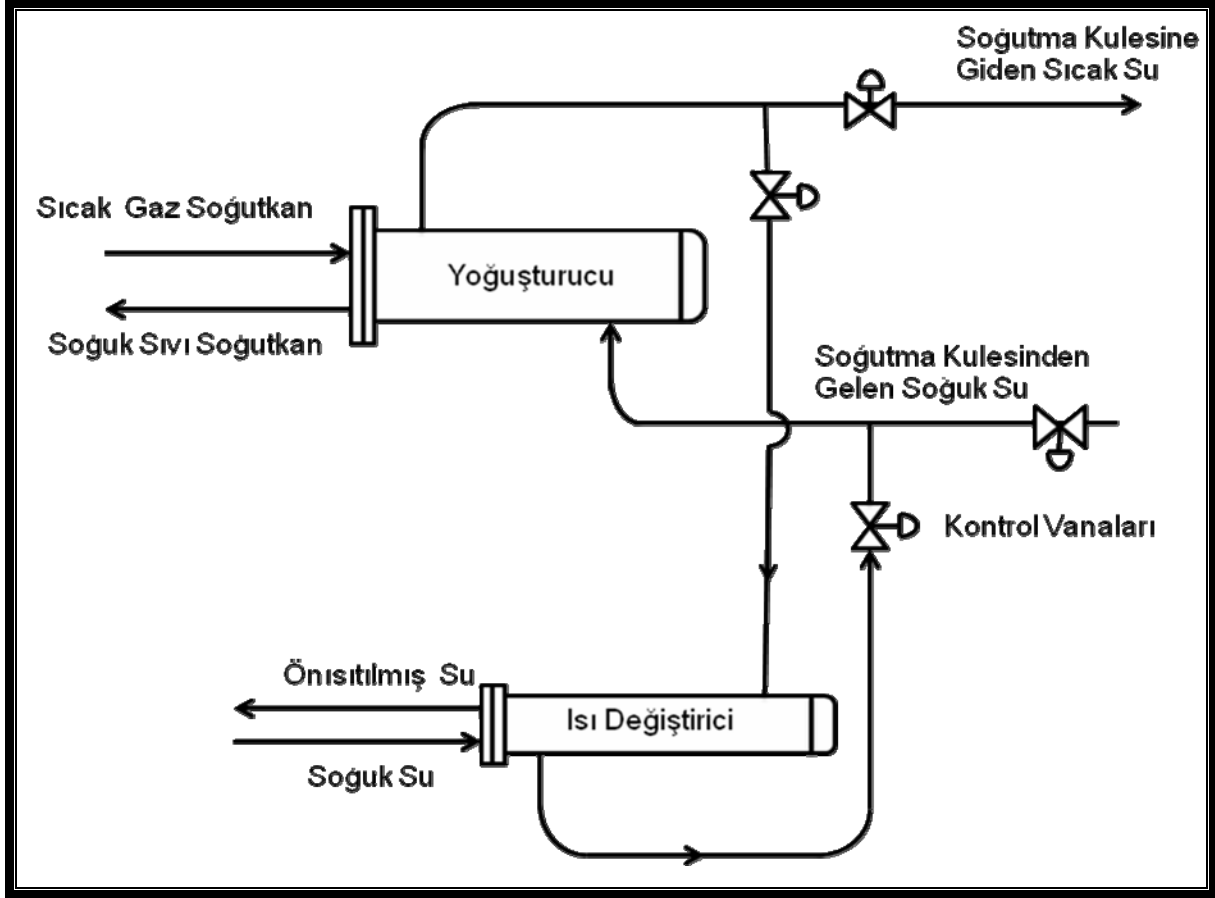 Soğutma Kulesine
Giden Sıcak Su
Sıcak Gaz Soğutkan
Yoğuşturucu
Soğuk Sıvı Soğutkan
Soğutma Kulesinden
Gelen Soğuk Su
Kontrol Vanaları
Önısıtılmış Su
Isı Değiştirici
Soğuk Su